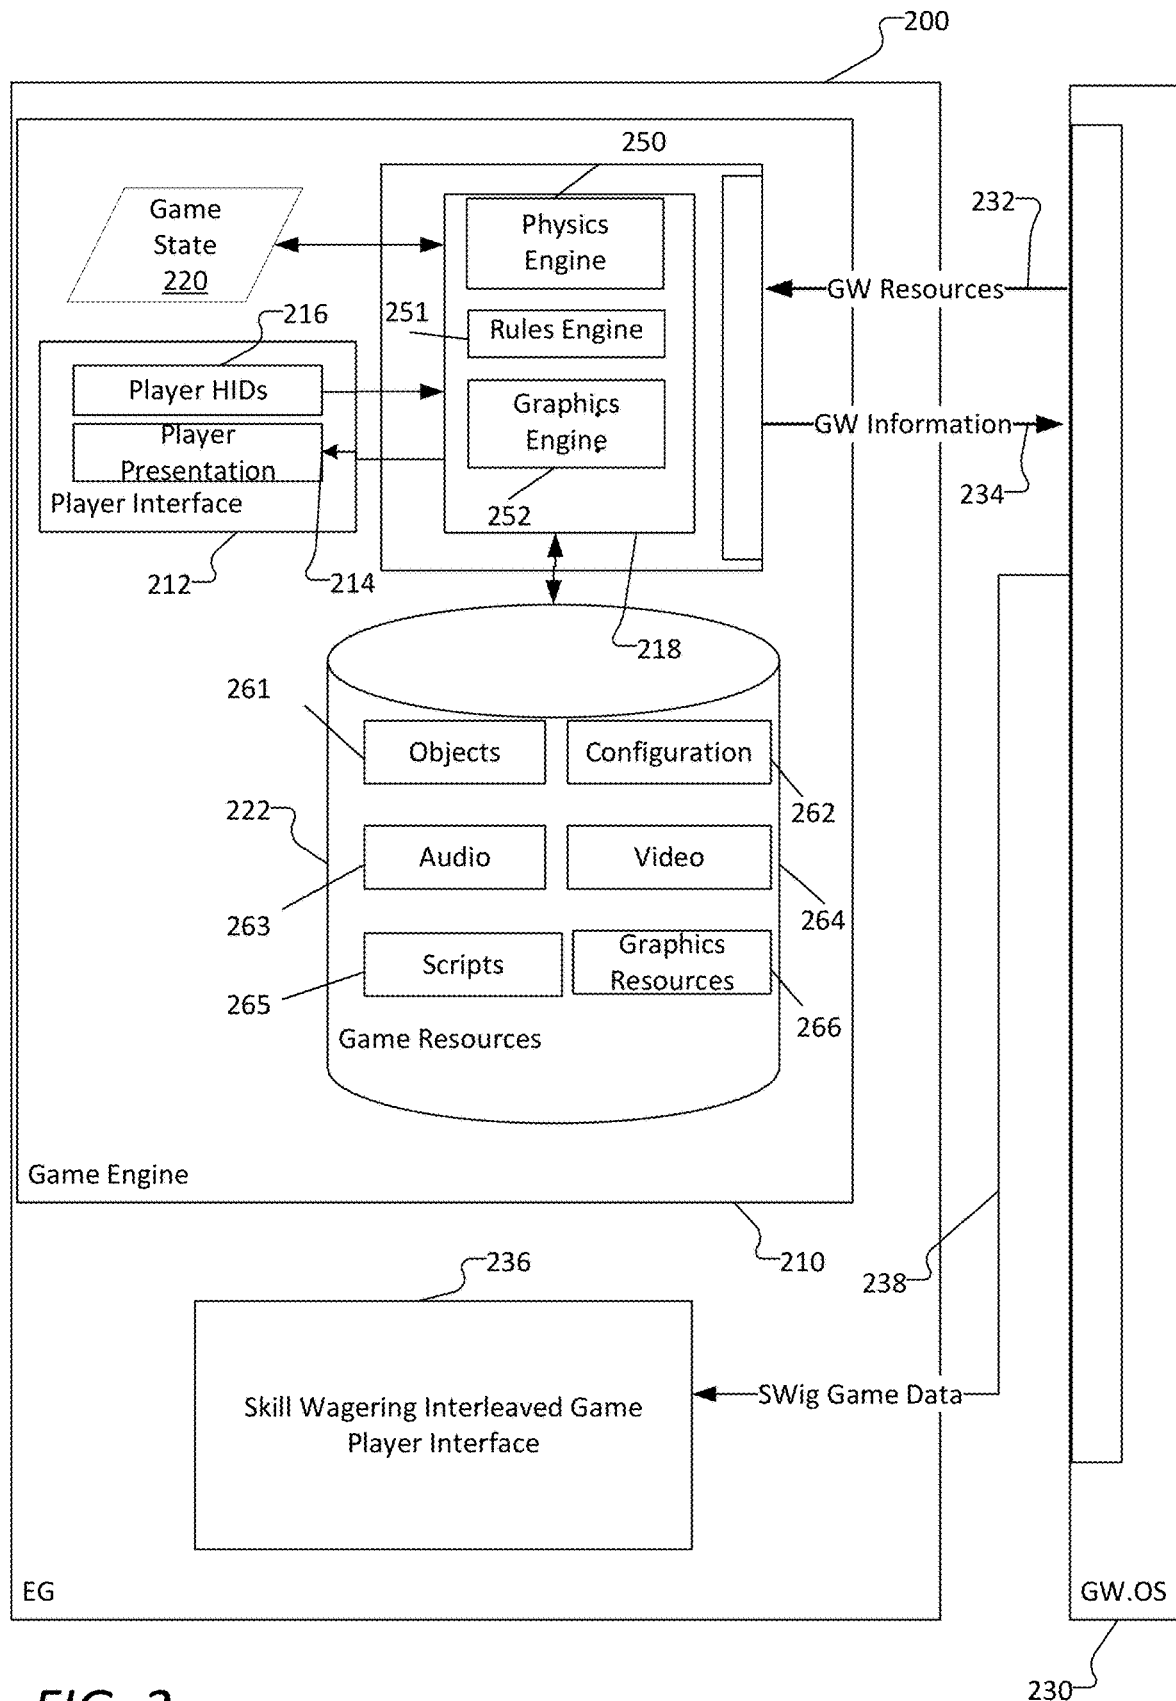 200
250
Game
State
220
Physics
Engine
232
GW Resources
216
251
Rules Engine
Player HIDs
Graphics
Engine
GW Information
Player
Presentation
Player Interface
252
234
212
214
218
261
Objects
Configuration
222
262
Audio
Video
263
264
Scripts
Graphics
Resources
265
266
Game Resources
Game Engine
236
210
238
SWig Game Data
Skill Wagering Interleaved Game
Player Interface
EG
GW.OS
230